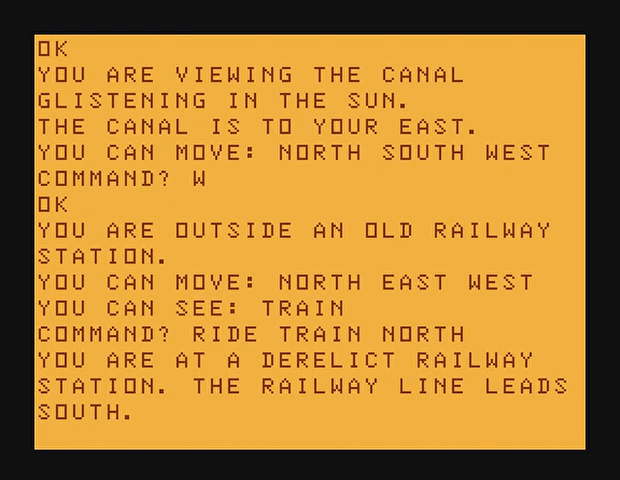 OK
YOU ARE VIEWING THE CANAL
GLISTENING IN THE SUN.
THE CANAL IS TO YOUR EAST.
YOU CAN MOVE: NORTH SOUTH WEST
COMMAND? W
OK
YOU ARE OUTSIDE AN OLD RAILWAY
STATION.
YOU CAN MOVE: NORTH EAST WEST
YOU CAN SEE: TRAIN
COMMAND? RIDE TRAIN NORTH
YOU ARE AT A DERELICT RAILWAY
STATION. THE RAILWAY LINE LEADS
SOUTH.